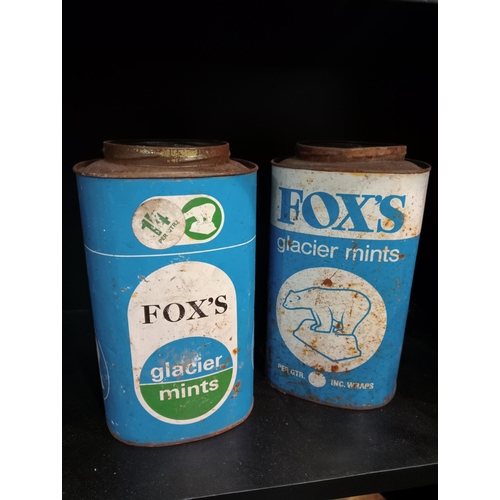 1/4
PER QTR.
FOX'S
glacier
mints
FOX'S
glacier mints
PER QTR. INC. WRAPS